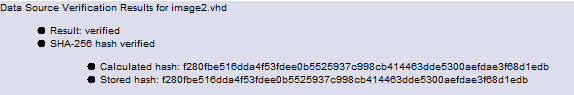 Data Source Verification Results for image2.vhd
Result: verified
SHA-256 hash verified
Calculated hash: f280fbe516dda4f53fdee0b5525937c998cb414463dde5300aefdae3f68d1edb
Stored hash: f280fbe516dda4f53fdee0b5525937c998cb414463dde5300aefdae3f68d1edb